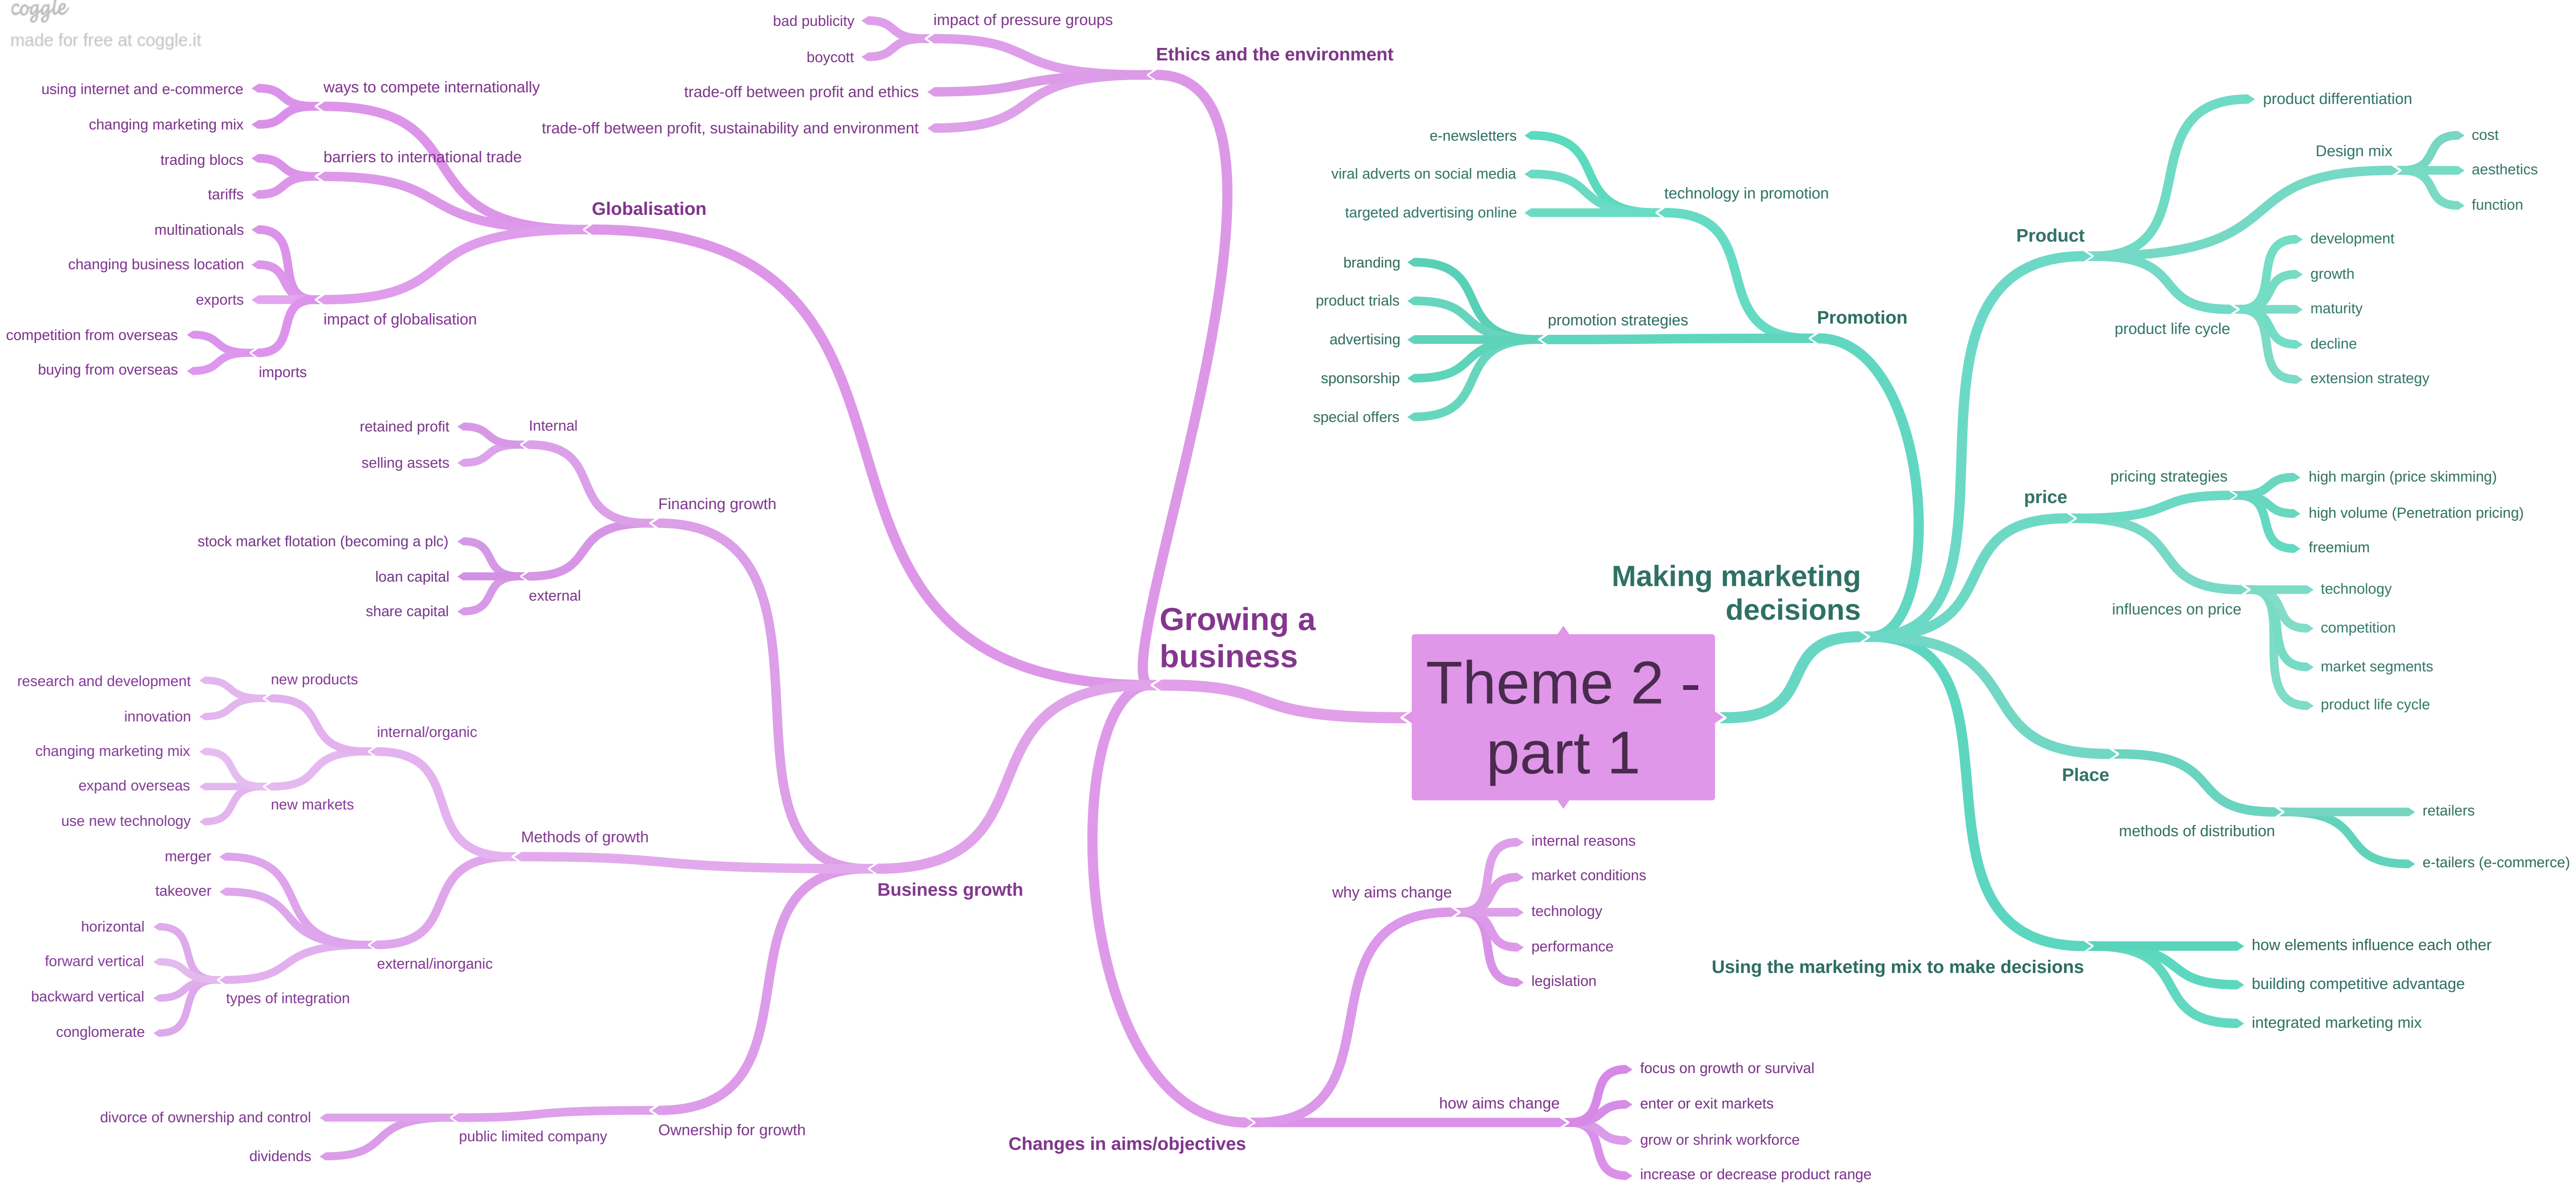 coggle
made for free at coggle.it
Theme 2 -
part 1
Growing a
business
Ethics and the environment
impact of pressure groups
bad publicity
boycott
trade-off between profit and ethics
trade-off between profit, sustainability and environment
Globalisation
ways to compete internationally
using internet and e-commerce
changing marketing mix
barriers to international trade
trading blocs
tariffs
impact of globalisation
multinationals
changing business location
exports
imports
competition from overseas
buying from overseas
Business growth
Financing growth
Internal
retained profit
selling assets
external
stock market flotation (becoming a plc)
loan capital
share capital
Methods of growth
internal/organic
new products
research and development
innovation
new markets
changing marketing mix
expand overseas
use new technology
external/inorganic
merger
takeover
types of integration
horizontal
forward vertical
backward vertical
conglomerate
Ownership for growth
public limited company
divorce of ownership and control
dividends
Changes in aims/objectives
why aims change
internal reasons
market conditions
technology
performance
legislation
how aims change
focus on growth or survival
enter or exit markets
grow or shrink workforce
increase or decrease product range
Making marketing
decisions
Promotion
technology in promotion
e-newsletters
viral adverts on social media
targeted advertising online
promotion strategies
branding
product trials
advertising
sponsorship
special offers
Product
product differentiation
Design mix
cost
aesthetics
function
product life cycle
development
growth
maturity
decline
extension strategy
price
pricing strategies
high margin (price skimming)
high volume (Penetration pricing)
freemium
influences on price
technology
competition
market segments
product life cycle
Place
methods of distribution
retailers
e-tailers (e-commerce)
Using the marketing mix to make decisions
how elements influence each other
building competitive advantage
integrated marketing mix